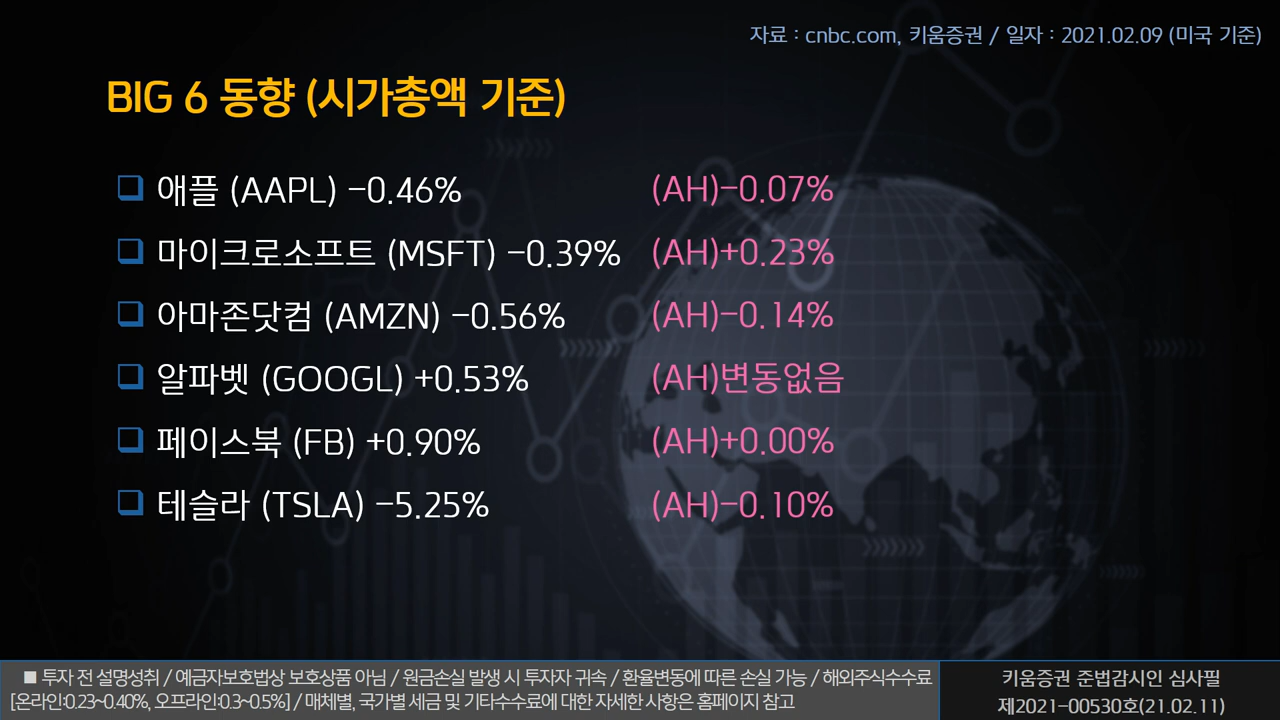 자료 : cnbc.com, 키움증권 / 일자 : 2021.02.09 (미국 기준)
BIG 6 동향 (시가총액 기준)
❑ 애플 (AAPL) -0.46% (AH)-0.07%
❑ 마이크로소프트 (MSFT) -0.39% (AH)+0.23%
❑ 아마존닷컴 (AMZN) -0.56% (AH)-0.14%
❑ 알파벳 (GOOGL) +0.53% (AH)변동없음
❑ 페이스북 (FB) +0.90% (AH)+0.00%
❑ 테슬라 (TSLA) -5.25% (AH)-0.10%
■ 투자 전 설명성취 / 예금자보호법상 보호상품 아님 / 원금손실 발생 시 투자자 귀속 / 환율변동에 따른 손실 가능 / 해외주식수수료
[온라인:0.23~0.40%, 오프라인:0.3~0.5%] / 매체별, 국가별 세금 및 기타수수료에 대한 자세한 사항은 홈페이지 참고
키움증권 준법감시인 심사필
제2021-00530호(21.02.11)